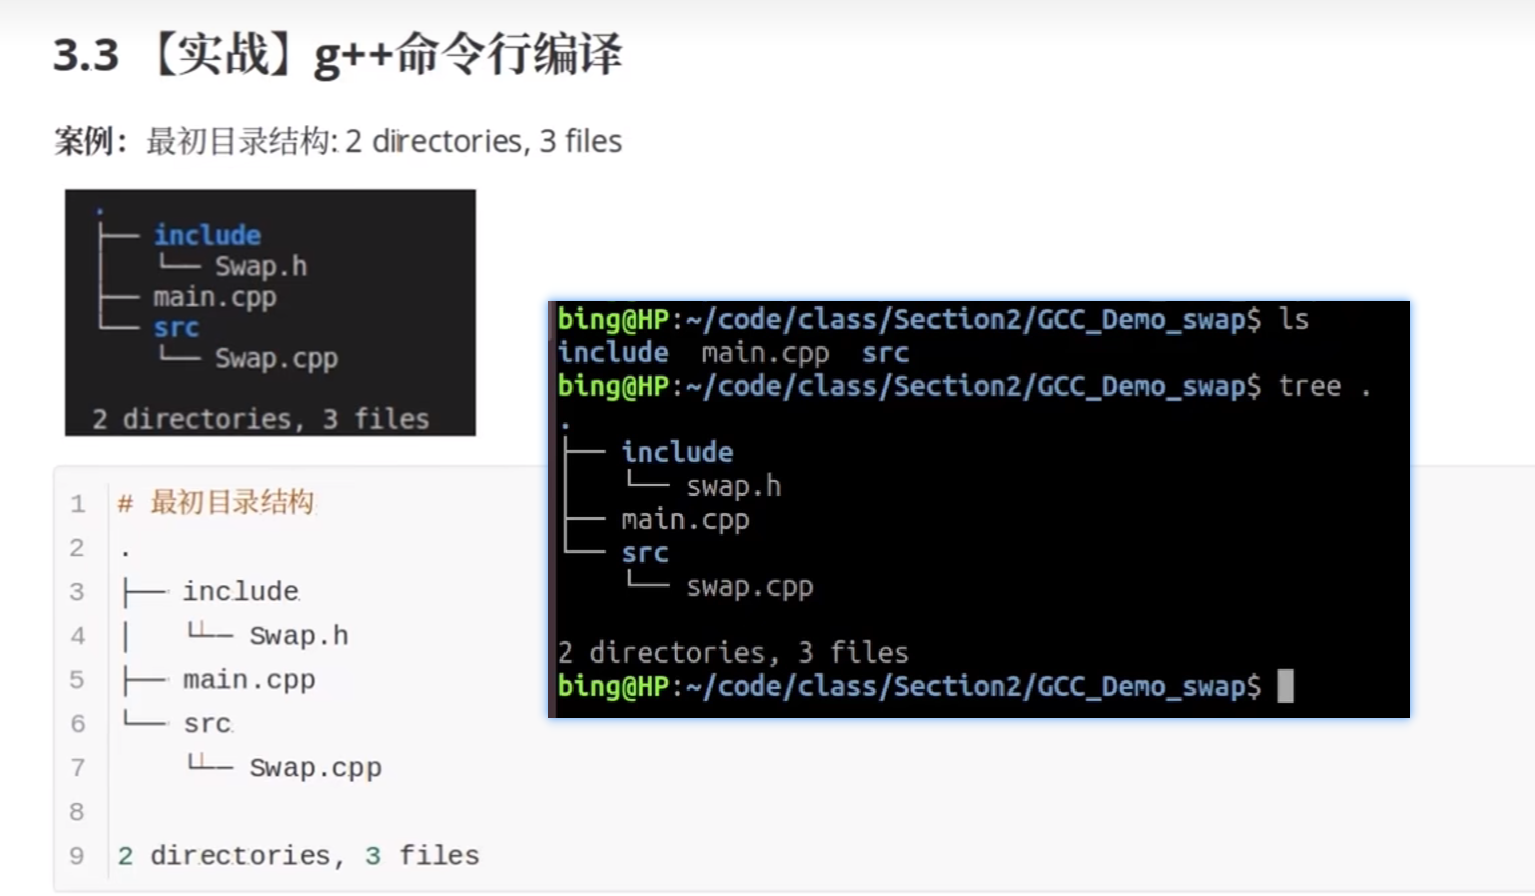 3.3 【实战】g++命令行编译
案例：最初目录结构: 2 directories, 3 files
.
├── include
│   └── Swap.h
├── main.cpp
└── src
    └── Swap.cpp
2 directories, 3 files
bing@HP:~/code/class/Section2/GCC_Demo_swap$ ls
include  main.cpp  src
bing@HP:~/code/class/Section2/GCC_Demo_swap$ tree .
.
├── include
│   └── swap.h
├── main.cpp
└── src
    └── swap.cpp
2 directories, 3 files
bing@HP:~/code/class/Section2/GCC_Demo_swap$
1 # 最初目录结构
2 .
3 ├── include
4 │   └── Swap.h
5 ├── main.cpp
6 └── src
7     └── Swap.cpp
8
9 2 directories, 3 files